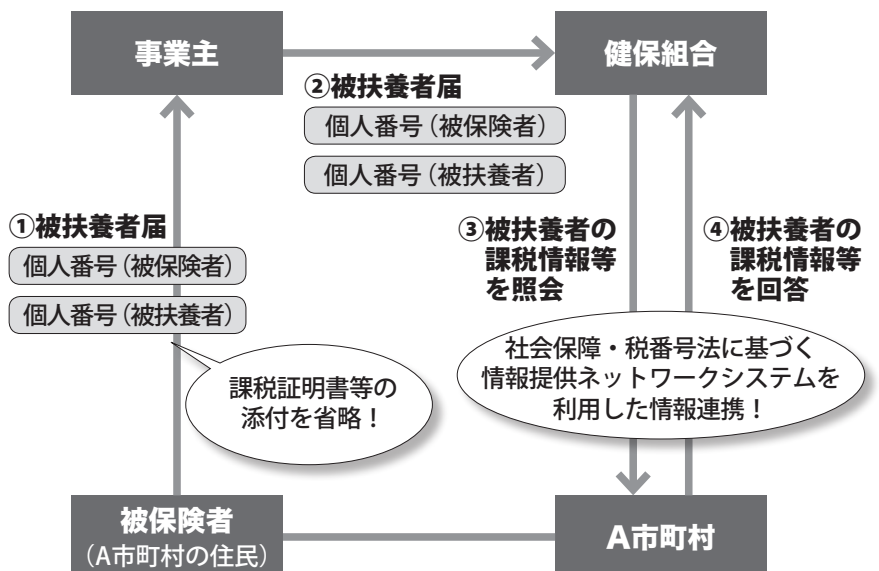 事業主
健保組合
②被扶養者届
個人番号（被保険者）
個人番号（被扶養者）
①被扶養者届
個人番号（被保険者）
個人番号（被扶養者）
③被扶養者の
課税情報等
を照会
④被扶養者の
課税情報等
を回答
課税証明書等の
添付を省略！
社会保障・税番号法に基づく
情報提供ネットワークシステムを
利用した情報連携！
被保険者
（A市町村の住民）
A市町村